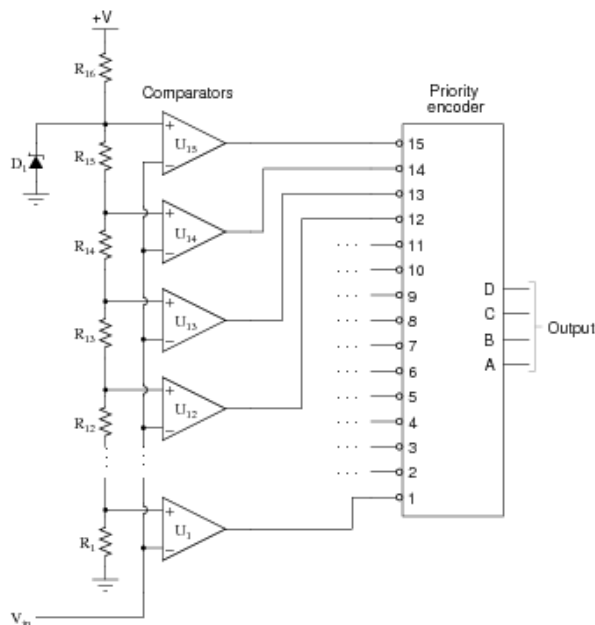 +V
R16
Comparators
Priority
encoder
D1
R15
+
−
U15
15
14
R14
+
−
U14
13
12
... 11
... 10
R13
+
−
U13
... 9
... 8
... 7
D
C
B
A
Output
R12
+
−
U12
... 6
... 5
... 4
... 3
... 2
R1
+
−
U1
1
Vin